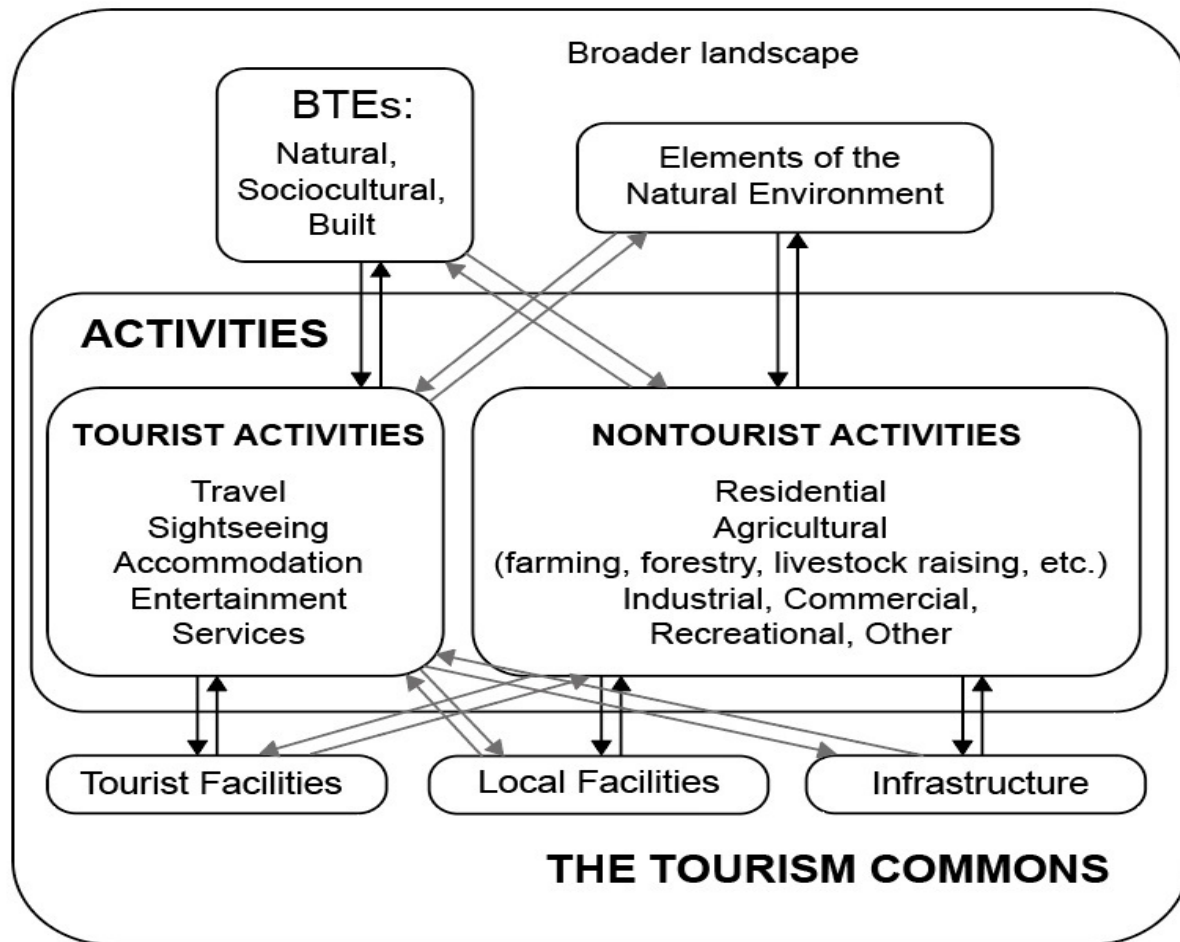 Broader landscape
BTEs:
Natural,
Sociocultural,
Built
Elements of the
Natural Environment
ACTIVITIES
TOURIST ACTIVITIES
Travel
Sightseeing
Accommodation
Entertainment
Services
NONTOURIST ACTIVITIES
Residential
Agricultural
(farming, forestry, livestock raising, etc.)
Industrial, Commercial,
Recreational, Other
Tourist Facilities
Local Facilities
Infrastructure
THE TOURISM COMMONS